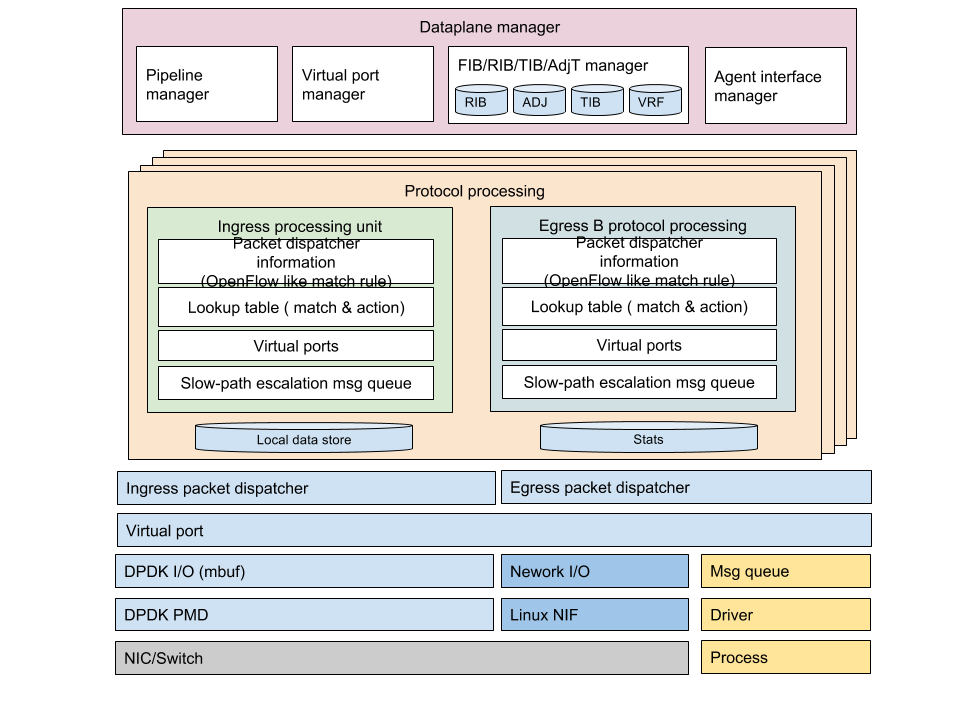 Dataplane manager
Pipeline
manager
Virtual port
manager
FIB/RIB/TIB/AdjT manager
RIB
ADJ
TIB
VRF
Agent interface
manager
Protocol processing
Ingress processing unit
Packet dispatcher
information
(OpenFlow like match rule)
Lookup table ( match & action)
Virtual ports
Slow-path escalation msg queue
Egress B protocol processing
Packet dispatcher
information
(OpenFlow like match rule)
Lookup table ( match & action)
Virtual ports
Slow-path escalation msg queue
Local data store
Stats
Ingress packet dispatcher
Egress packet dispatcher
Virtual port
DPDK I/O (mbuf)
Nework I/O
Msg queue
DPDK PMD
Linux NIF
Driver
NIC/Switch
Process